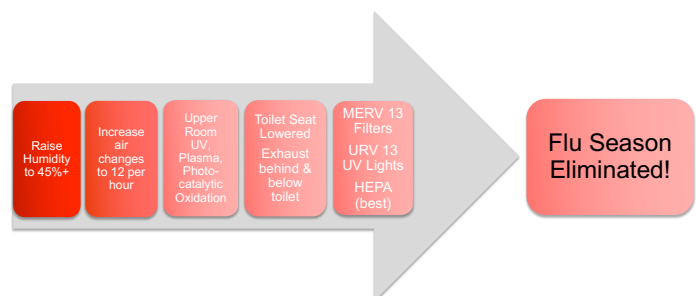 Raise
Humidity
to 45%+
Increase
air
changes
to 12 per
hour
Upper
Room
UV,
Plasma,
Photo-
catalytic
Oxidation
Toilet Seat
Lowered
Exhaust
behind &
below
toilet
MERV 13
Filters
URV 13
UV Lights
HEPA
(best)
Flu Season
Eliminated!